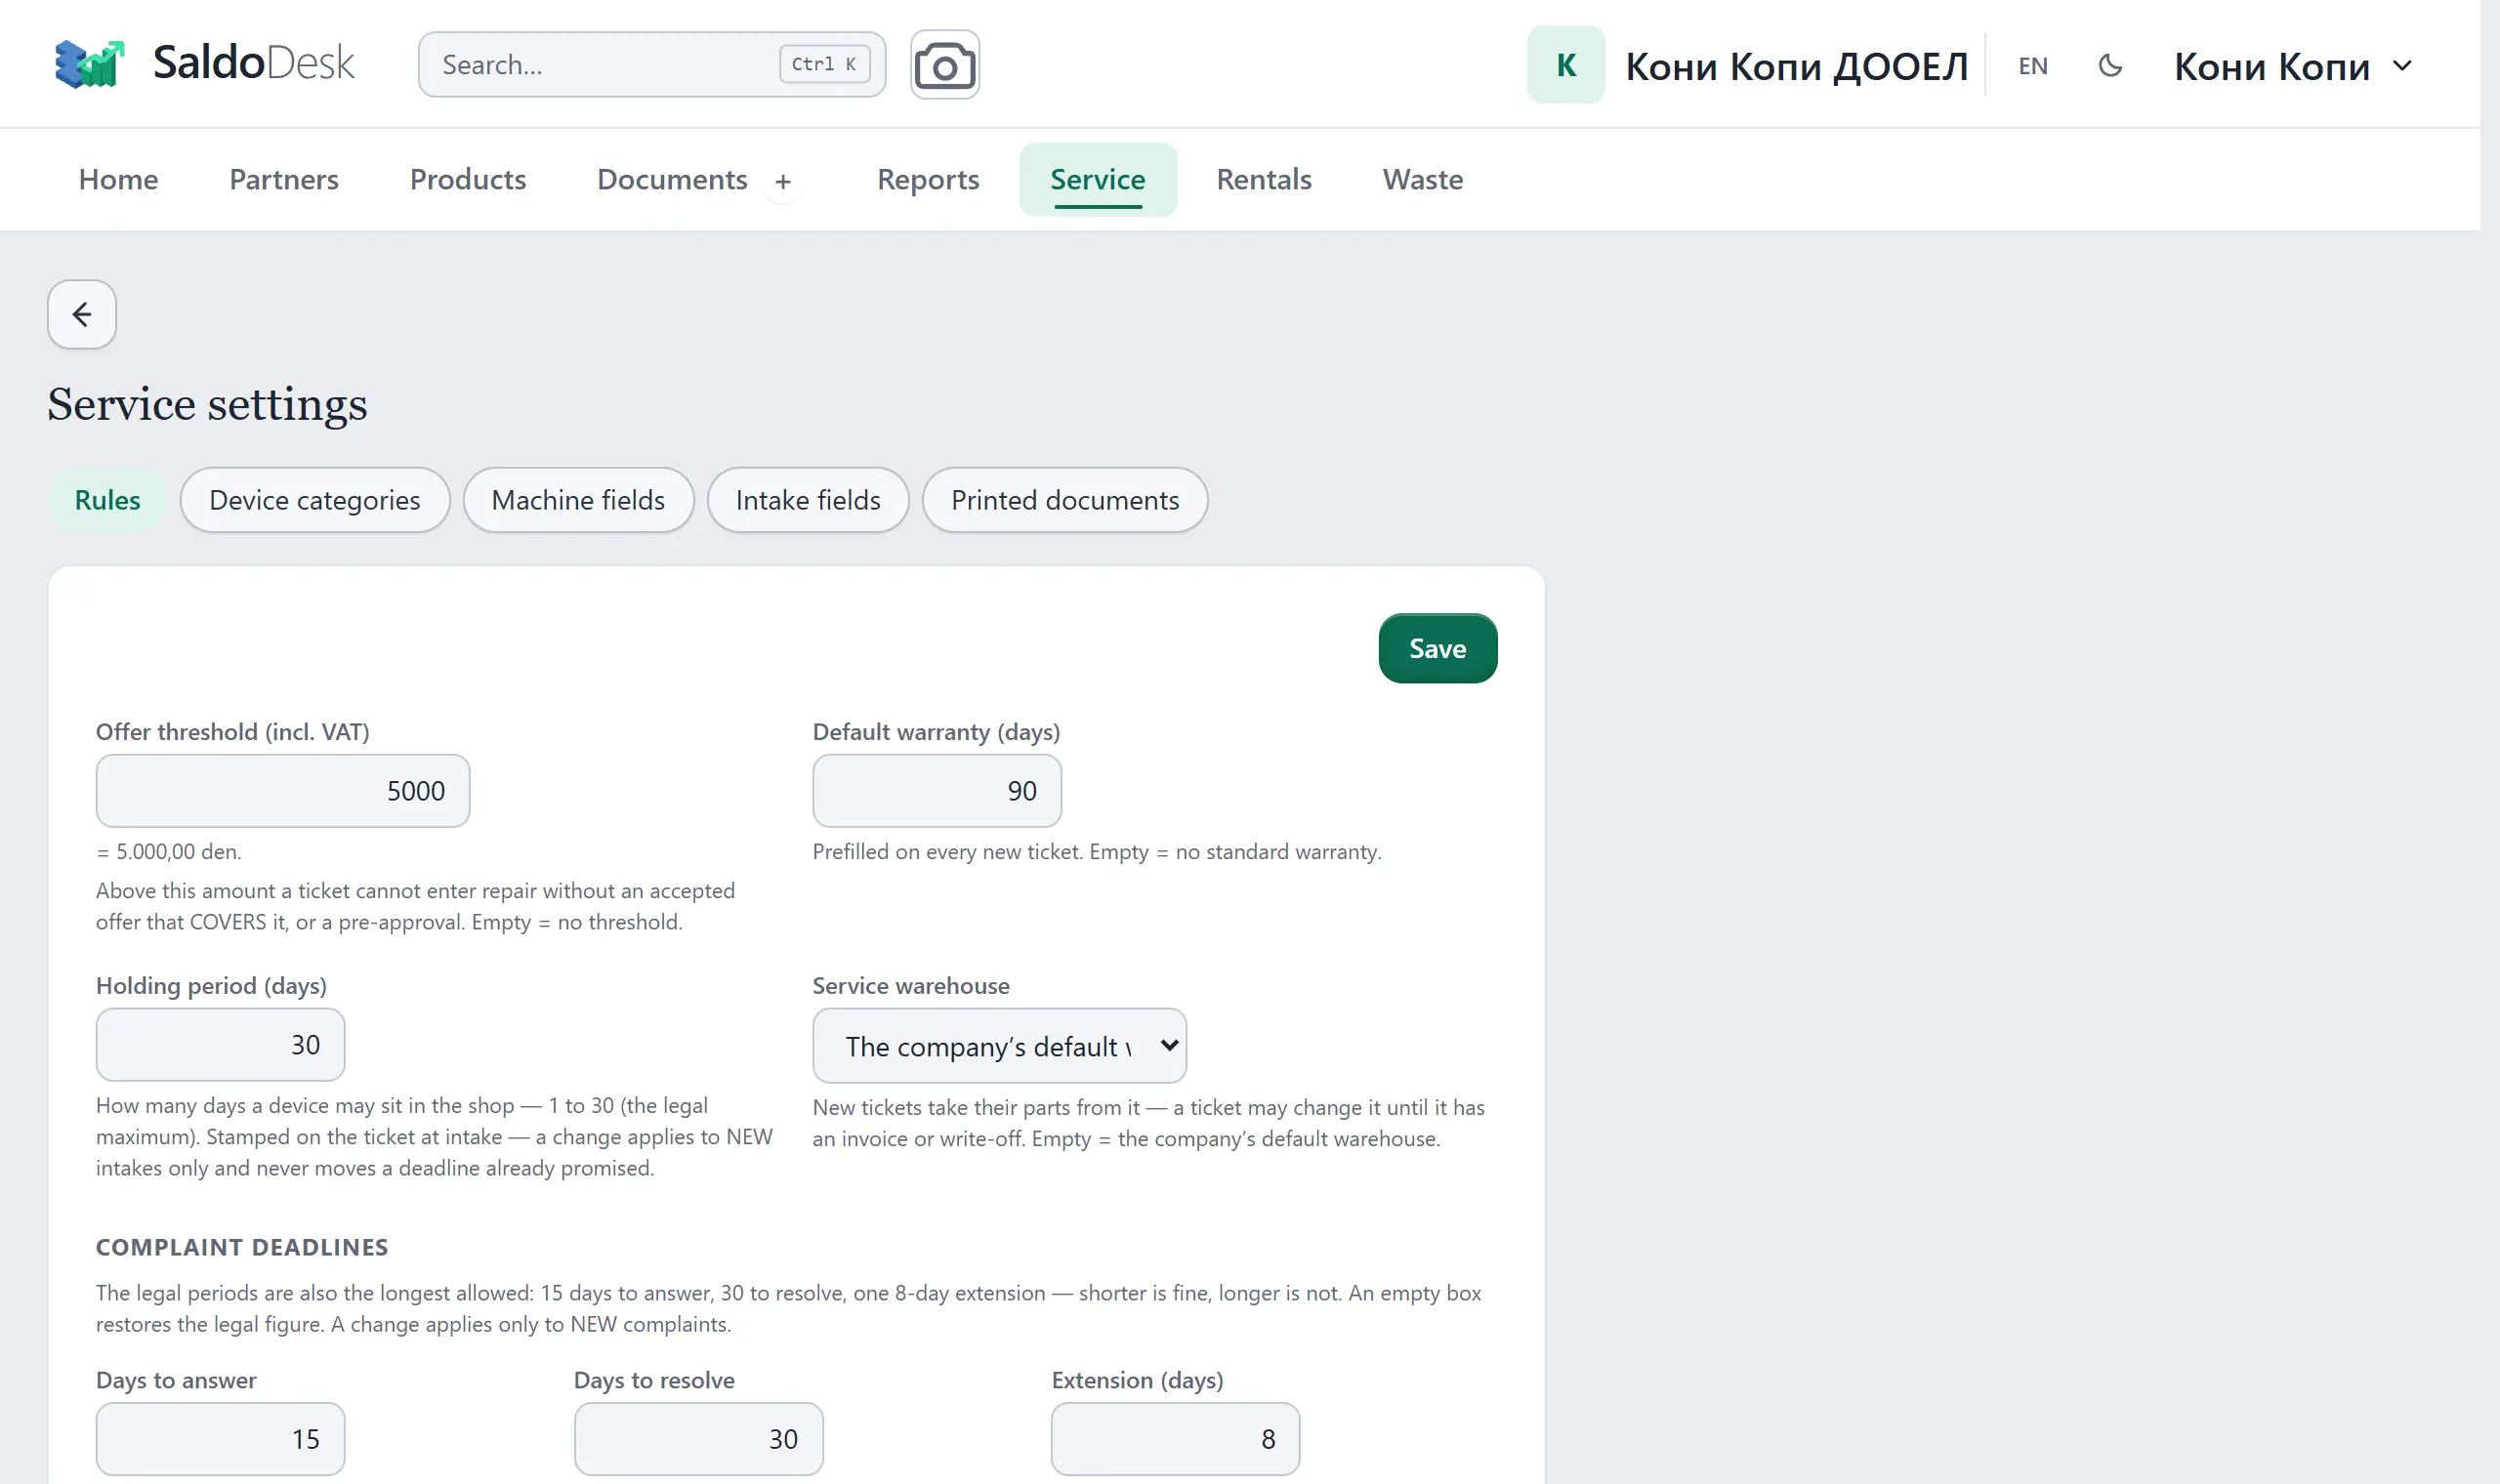 SaldoDesk
Search...
Ctrl K
K
Кони Копи ДООЕЛ
EN
Кони Копи
Home
Partners
Products
Documents +
Reports
Service
Rentals
Waste
Service settings
Rules
Device categories
Machine fields
Intake fields
Printed documents
Save
Offer threshold (incl. VAT)
5000
= 5.000,00 den.
Above this amount a ticket cannot enter repair without an accepted
offer that COVERS it, or a pre-approval. Empty = no threshold.
Default warranty (days)
90
Prefilled on every new ticket. Empty = no standard warranty.
Holding period (days)
30
How many days a device may sit in the shop — 1 to 30 (the legal
maximum). Stamped on the ticket at intake — a change applies to NEW
intakes only and never moves a deadline already promised.
Service warehouse
The company’s default
New tickets take their parts from it — a ticket may change it until it has
an invoice or write-off. Empty = the company’s default warehouse.
COMPLAINT DEADLINES
The legal periods are also the longest allowed: 15 days to answer, 30 to resolve, one 8-day extension — shorter is fine, longer is not. An empty box
restores the legal figure. A change applies only to NEW complaints.
Days to answer
15
Days to resolve
30
Extension (days)
8